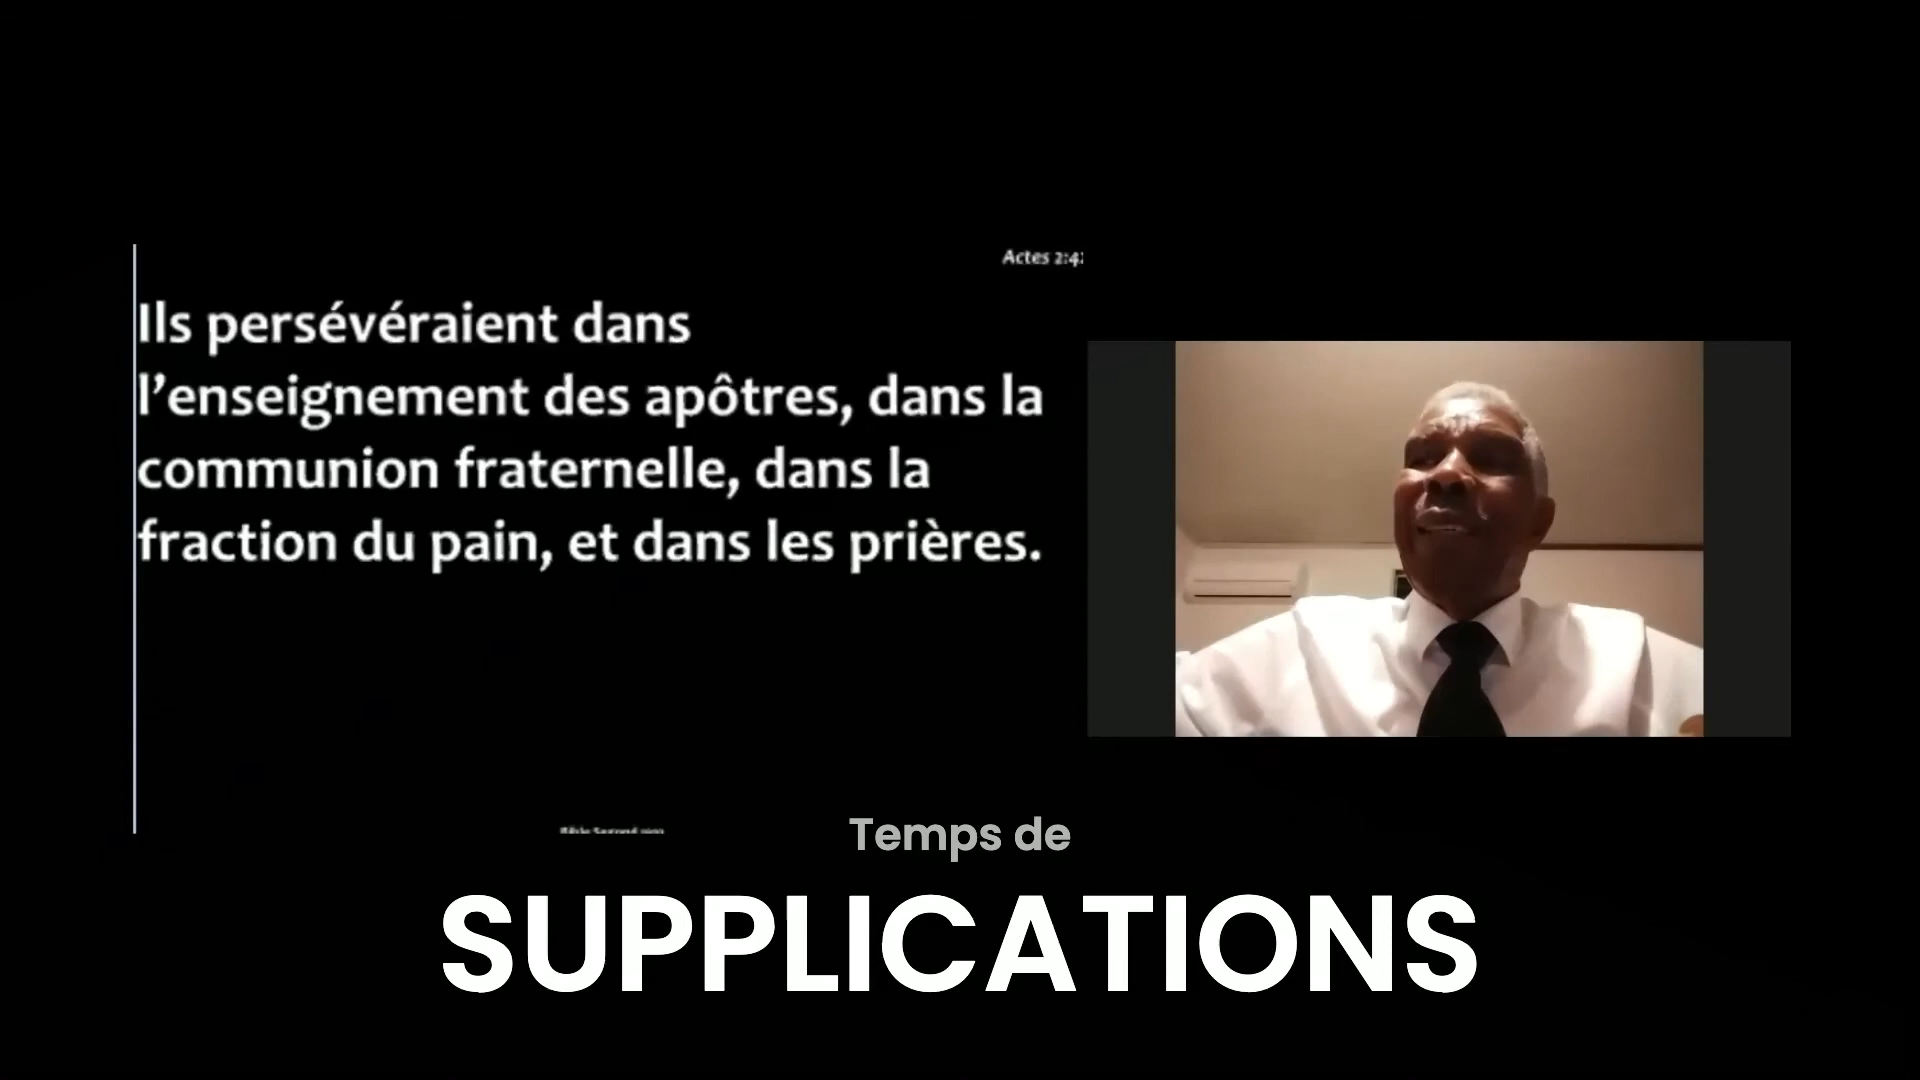 Actes 2:42
Ils persévéraient dans
l’enseignement des apôtres, dans la
communion fraternelle, dans la
fraction du pain, et dans les prières.
Temps de
SUPPLICATIONS